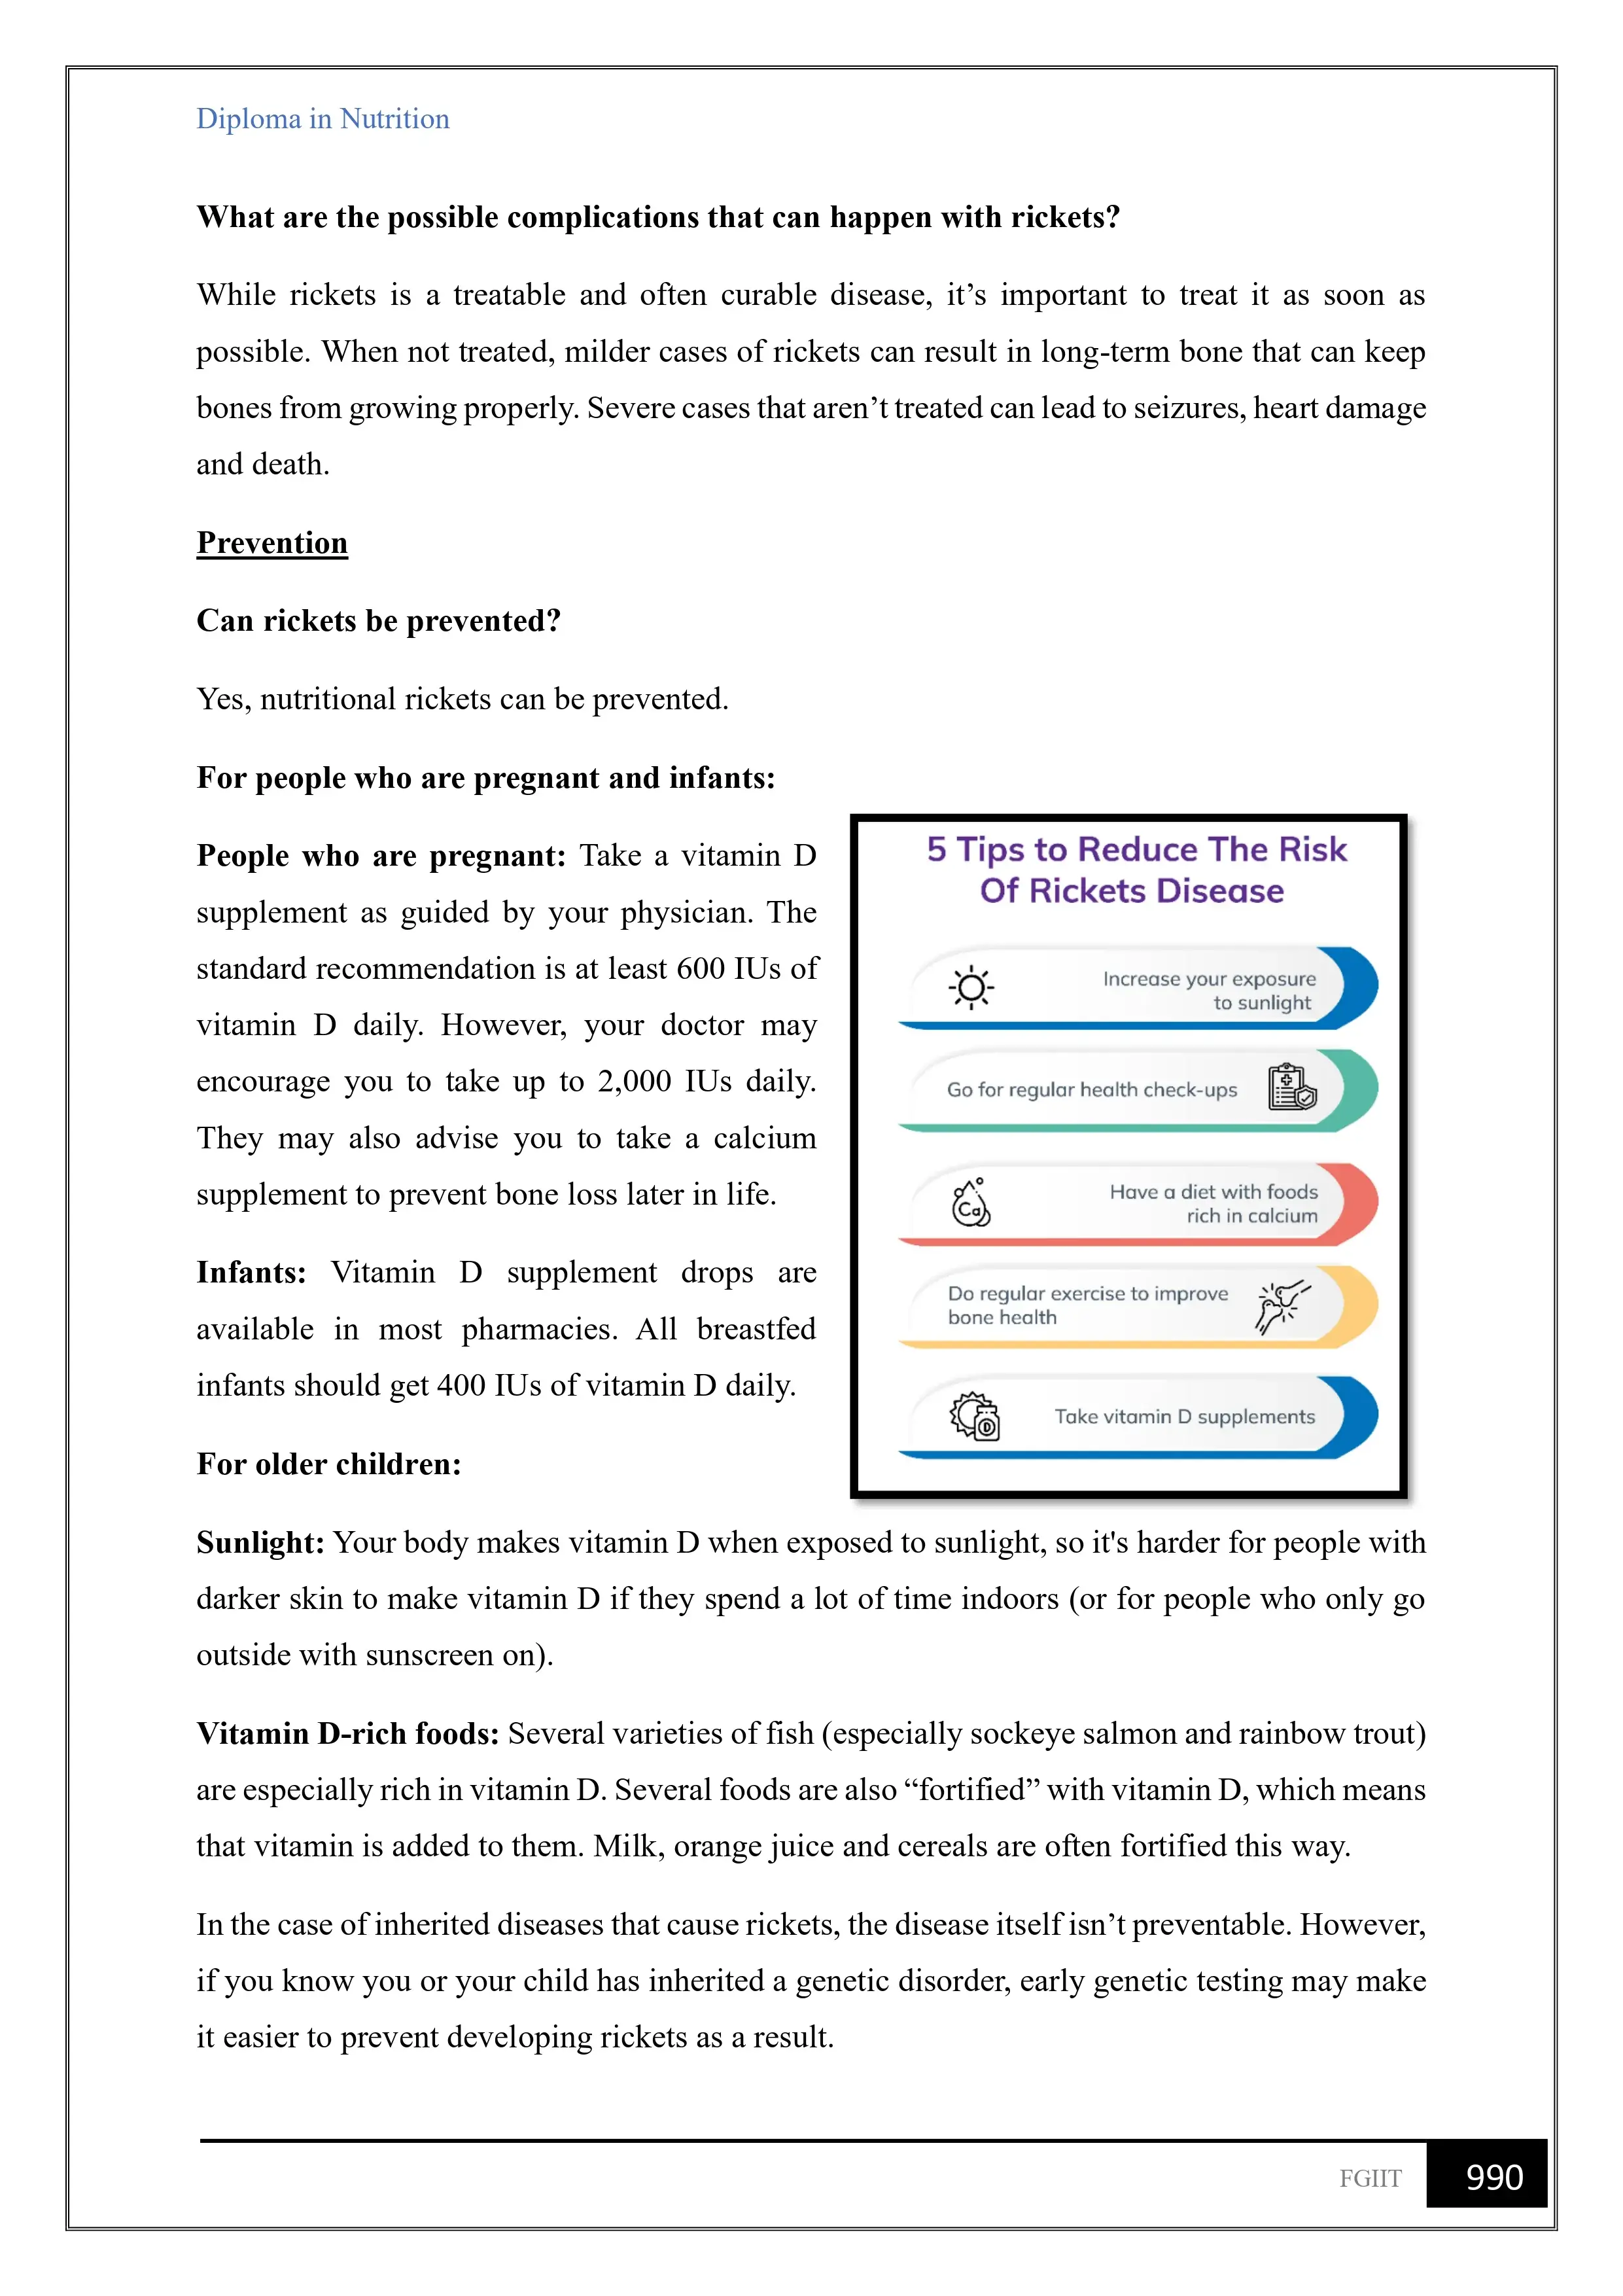 Diploma in Nutrition
What are the possible complications that can happen with rickets?
While rickets is a treatable and often curable disease, it’s important to treat it as soon as
possible. When not treated, milder cases of rickets can result in long-term bone that can keep
bones from growing properly. Severe cases that aren’t treated can lead to seizures, heart damage
and death.
Prevention
Can rickets be prevented?
Yes, nutritional rickets can be prevented.
For people who are pregnant and infants:
People who are pregnant: Take a vitamin D
supplement as guided by your physician. The
standard recommendation is at least 600 IUs of
vitamin D daily. However, your doctor may
encourage you to take up to 2,000 IUs daily.
They may also advise you to take a calcium
supplement to prevent bone loss later in life.
Infants: Vitamin D supplement drops are
available in most pharmacies. All breastfed
infants should get 400 IUs of vitamin D daily.
5 Tips to Reduce The Risk
Of Rickets Disease
Increase your exposure
to sunlight
Go for regular health check-ups
Ca
Have a diet with foods
rich in calcium
Do regular exercise to improve
bone health
D
Take vitamin D supplements
For older children:
Sunlight: Your body makes vitamin D when exposed to sunlight, so it's harder for people with
darker skin to make vitamin D if they spend a lot of time indoors (or for people who only go
outside with sunscreen on).
Vitamin D-rich foods: Several varieties of fish (especially sockeye salmon and rainbow trout)
are especially rich in vitamin D. Several foods are also “fortified” with vitamin D, which means
that vitamin is added to them. Milk, orange juice and cereals are often fortified this way.
In the case of inherited diseases that cause rickets, the disease itself isn’t preventable. However,
if you know you or your child has inherited a genetic disorder, early genetic testing may make
it easier to prevent developing rickets as a result.
FGIIT
990